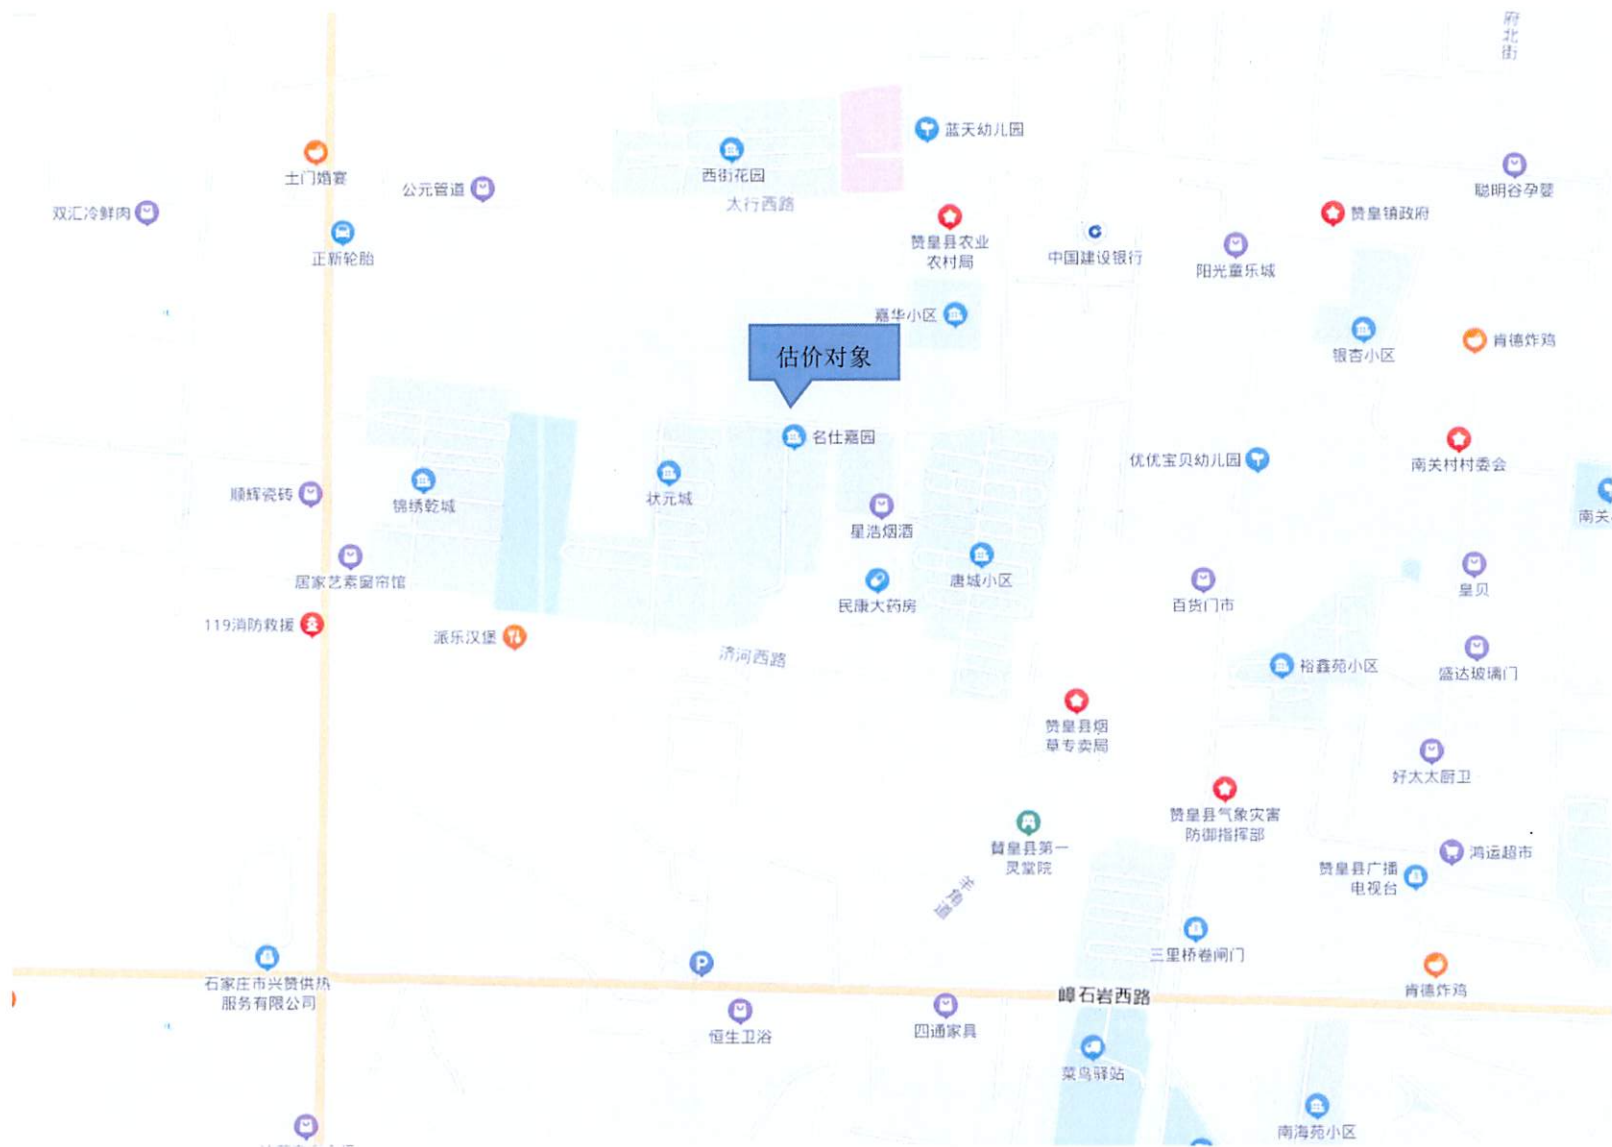 府北街
蓝天幼儿园
土门婚宴
西街花园
公元管道
聪明谷孕婴
双汇冷鲜肉
太行西路
赞皇镇政府
正新轮胎
赞皇县农业
农村局
中国建设银行
阳光童乐城
嘉华小区
银杏小区
肯德炸鸡
估价对象
名仕嘉园
优优宝贝幼儿园
南关村村委会
顺辉瓷砖
锦绣乾城
状元城
南关
星浩烟酒
居家艺素窗帘馆
唐城小区
民康大药房
百货门市
皇贝
119消防救援
派乐汉堡
济河西路
裕鑫苑小区
盛达玻璃门
赞皇县烟
草专卖局
好太太厨卫
赞皇县气象灾害
防御指挥部
贊皇县第一
灵堂院
鸿运超市
赞皇县广播
电视台
羊角道
三里桥卷闸门
石家庄市兴赞供热
服务有限公司
P
嶂石岩西路
肯德炸鸡
恒生卫浴
四通家具
菜鸟驿站
南海苑小区